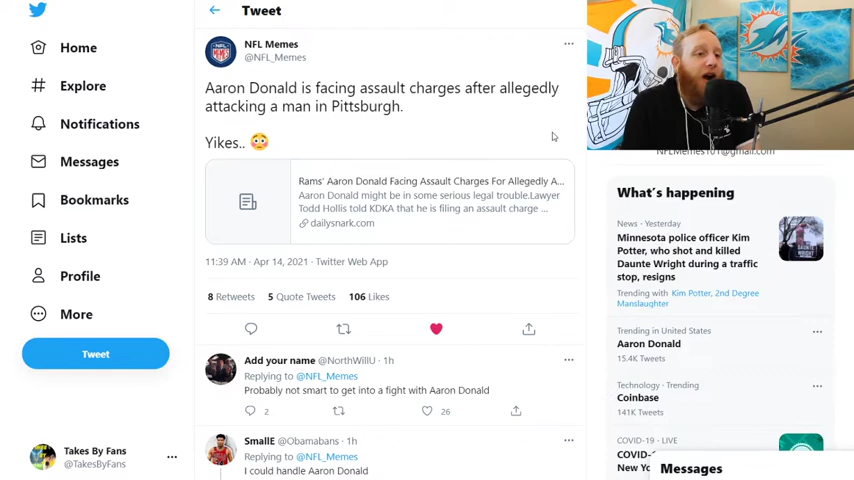 Tweet
Home
Explore
Notifications
Messages
Bookmarks
Lists
Profile
More
Tweet
Takes By Fans
@TakesByFans
NFL Memes
@NFL_Memes
Aaron Donald is facing assault charges after allegedly
attacking a man in Pittsburgh.
Yikes.. 😳
Rams' Aaron Donald Facing Assault Charges For Allegedly A...
Aaron Donald might be in some serious legal trouble.Lawyer
Todd Hollis told KDKA that he is filing an assault charge ...
dailysnark.com
11:39 AM · Apr 14, 2021 · Twitter Web App
8 Retweets 5 Quote Tweets 106 Likes
Add your name @NorthWillU · 1h
Replying to @NFL_Memes
Probably not smart to get into a fight with Aaron Donald
2 26
SmallE @Obamabans · 1h
Replying to @NFL_Memes
I could handle Aaron Donald
NFLMemes101@gmail.com
What's happening
News · Yesterday
Minnesota police officer Kim
Potter, who shot and killed
Daunte Wright during a traffic
stop, resigns
Trending with Kim Potter, 2nd Degree
Manslaughter
Trending in United States
Aaron Donald
15.4K Tweets
Technology · Trending
Coinbase
141K Tweets
COVID-19 · LIVE
COVID-
New Yo
Messages